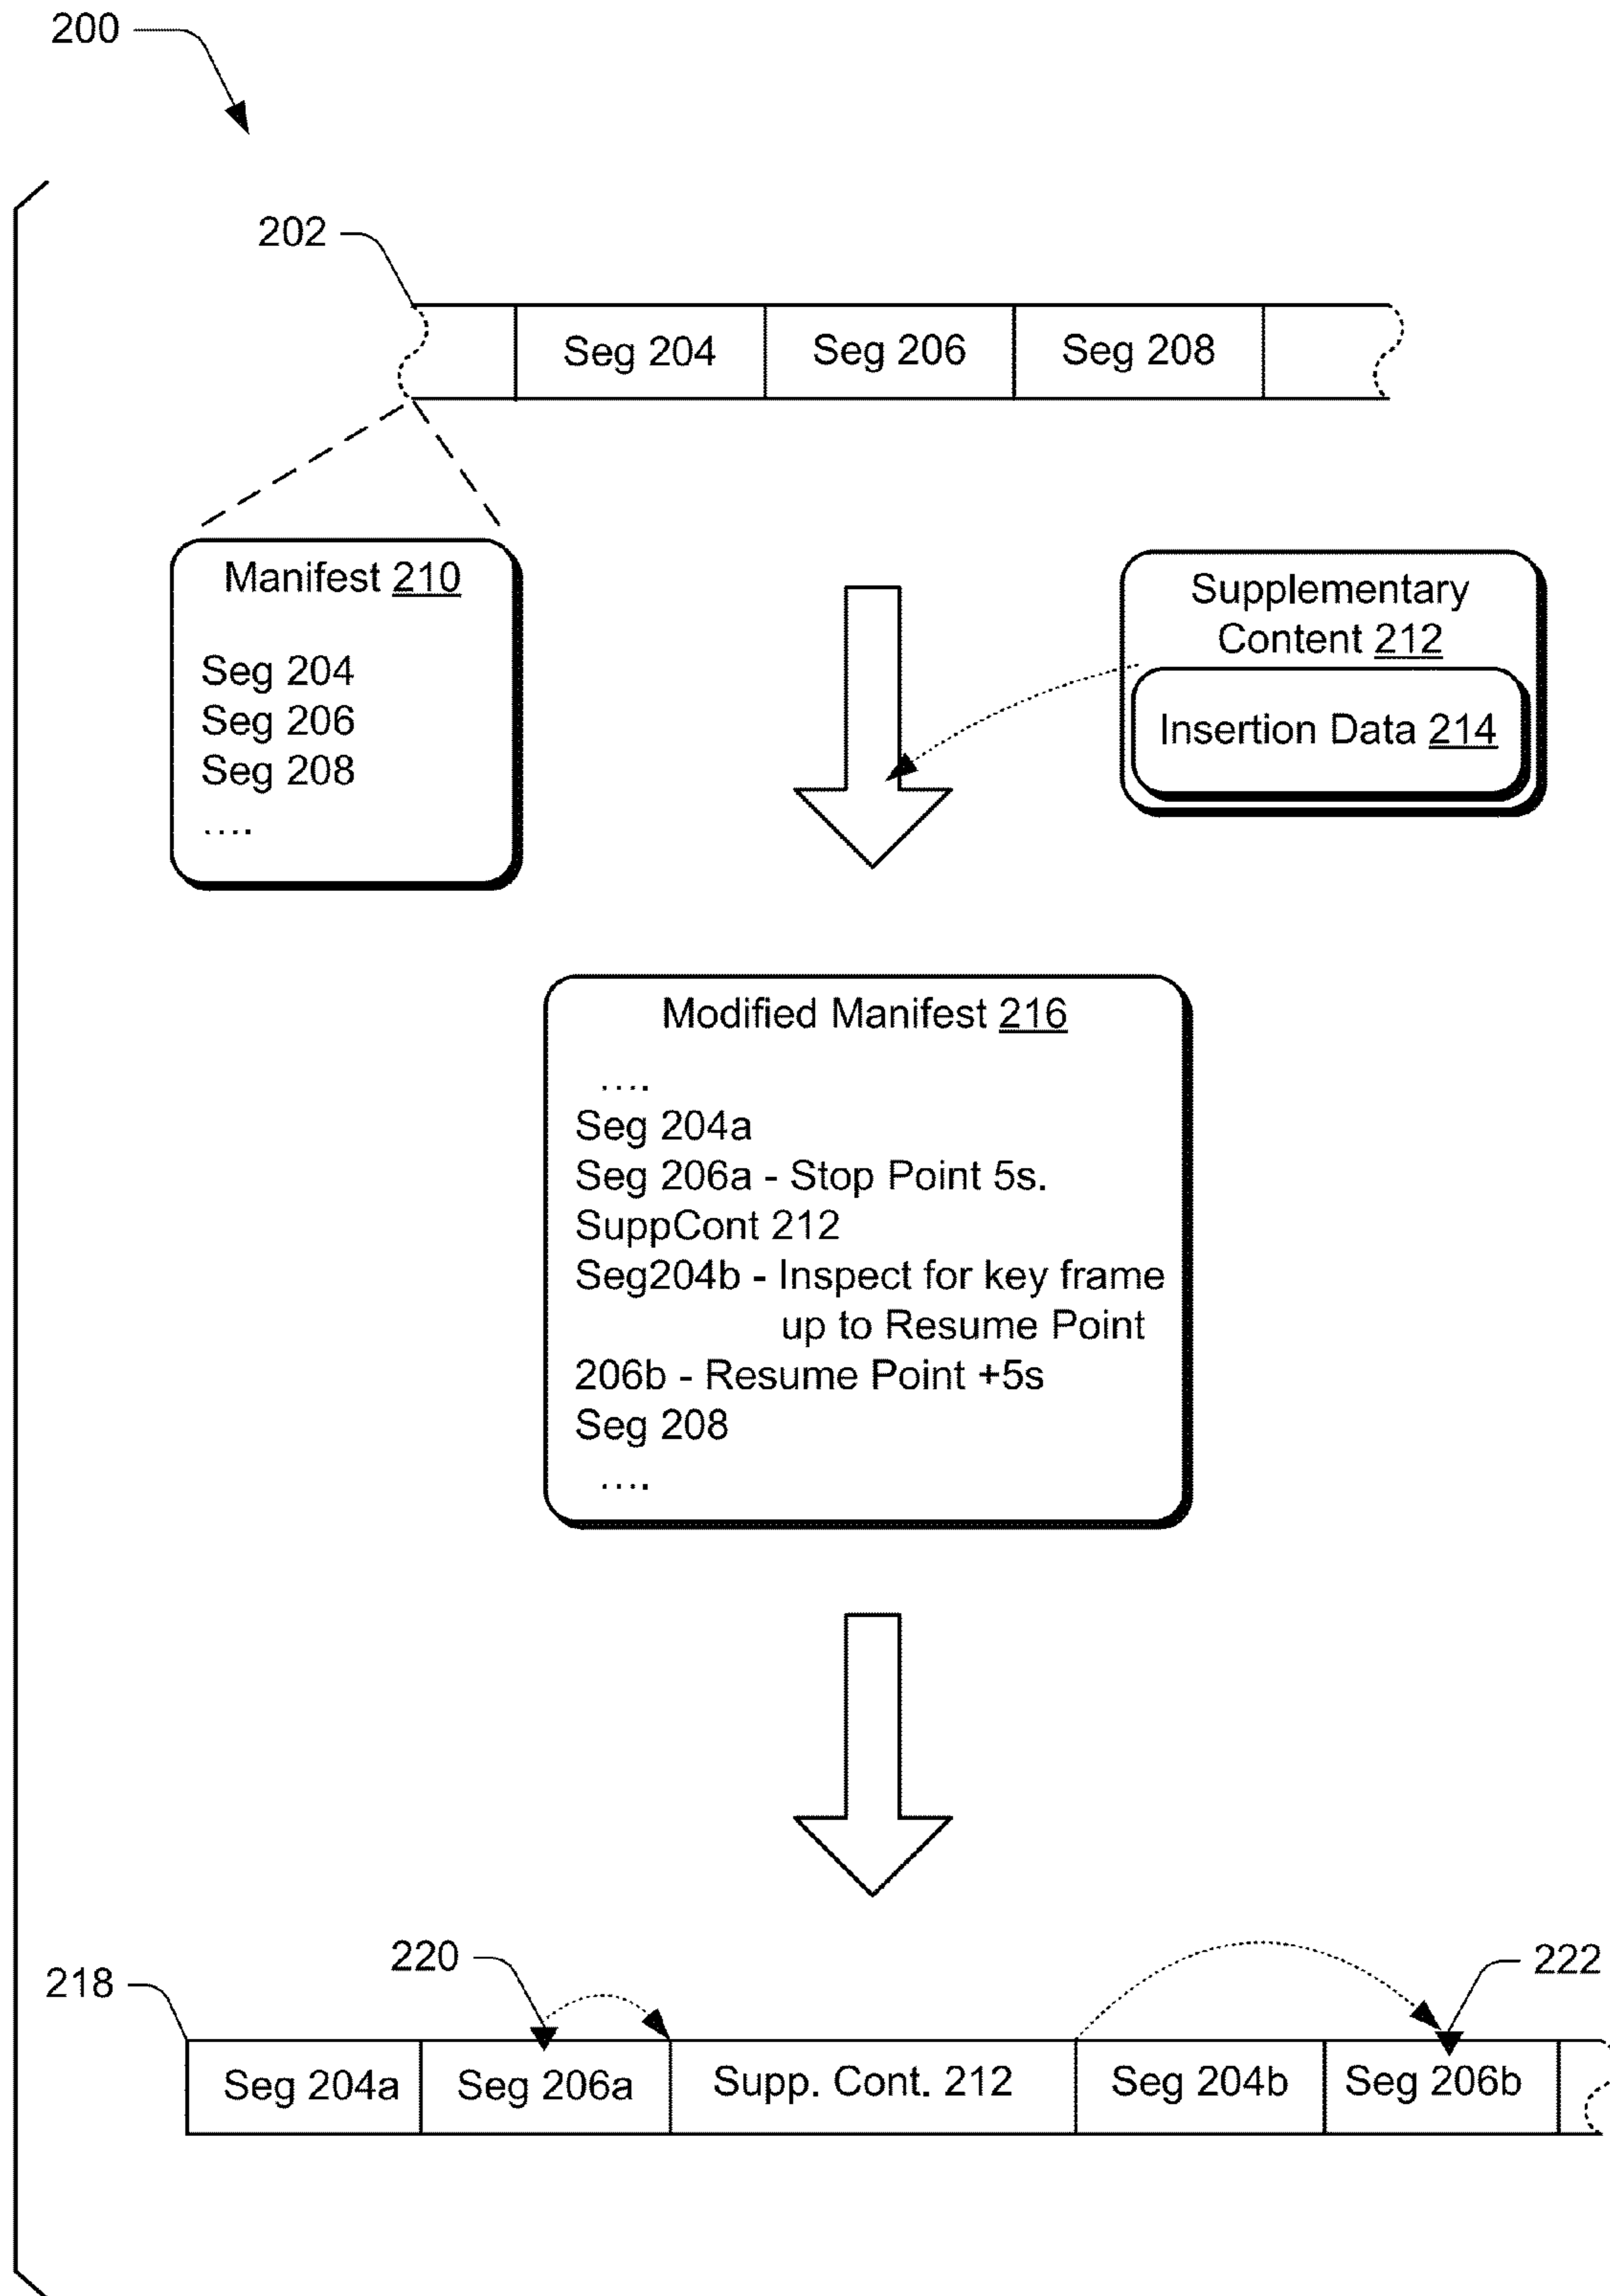 200
202
Seg 204
Seg 206
Seg 208
Manifest 210
Seg 204
Seg 206
Seg 208
....
Supplementary
Content 212
Insertion Data 214
Modified Manifest 216
....
Seg 204a
Seg 206a - Stop Point 5s.
SuppCont 212
Seg204b - Inspect for key frame
up to Resume Point
206b - Resume Point +5s
Seg 208
....
218
220
222
Seg 204a
Seg 206a
Supp. Cont. 212
Seg 204b
Seg 206b